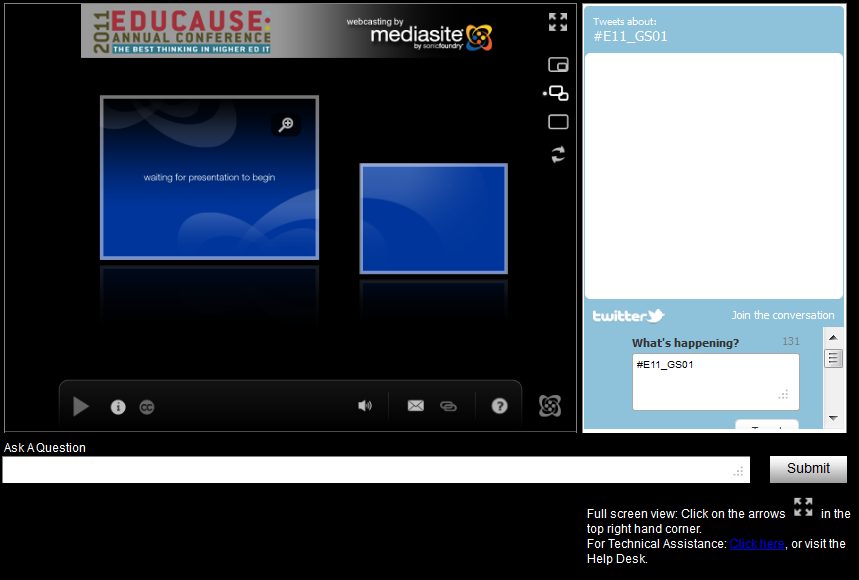 2011
EDUCAUSE:
ANNUAL CONFERENCE
THE BEST THINKING IN HIGHER ED IT
webcasting by
mediasite
by sonicfoundry
waiting for presentation to begin
Tweets about:
#E11_GS01
twitter
Join the conversation
What's happening?
131
#E11_GS01
Ask A Question
Submit
Full screen view: Click on the arrows in the
top right hand corner.
For Technical Assistance: Click here, or visit the
Help Desk.